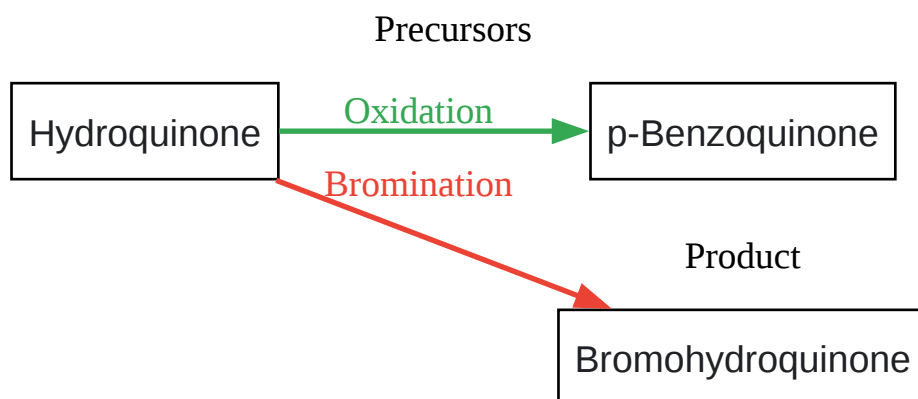 Precursors
Hydroquinone
Oxidation
p-Benzoquinone
Bromination
Product
Bromohydroquinone